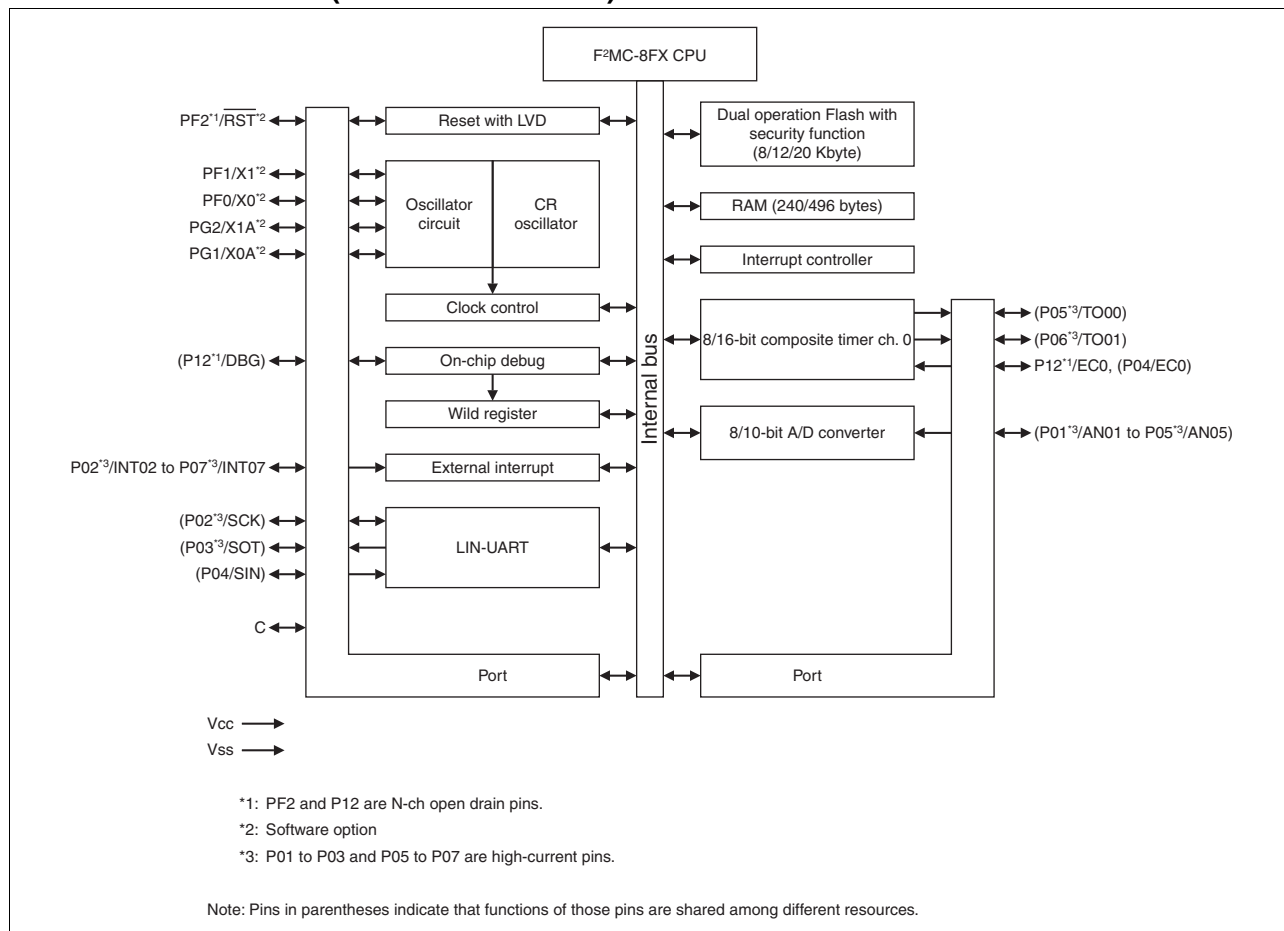 F²MC-8FX CPU
PF2*1/RST*2
Reset with LVD
Dual operation Flash with
security function
(8/12/20 Kbyte)
PF1/X1*2
PF0/X0*2
PG2/X1A*2
PG1/X0A*2
Oscillator
circuit
CR
oscillator
RAM (240/496 bytes)
Interrupt controller
Clock control
(P12*1/DBG)
On-chip debug
Wild register
Internal bus
8/16-bit composite timer ch. 0
(P05*3/TO00)
(P06*3/TO01)
P12*1/EC0, (P04/EC0)
8/10-bit A/D converter
(P01*3/AN01 to P05*3/AN05)
P02*3/INT02 to P07*3/INT07
External interrupt
(P02*3/SCK)
(P03*3/SOT)
(P04/SIN)
LIN-UART
C
Port
Port
Vcc
Vss
*1: PF2 and P12 are N-ch open drain pins.
*2: Software option
*3: P01 to P03 and P05 to P07 are high-current pins.
Note: Pins in parentheses indicate that functions of those pins are shared among different resources.